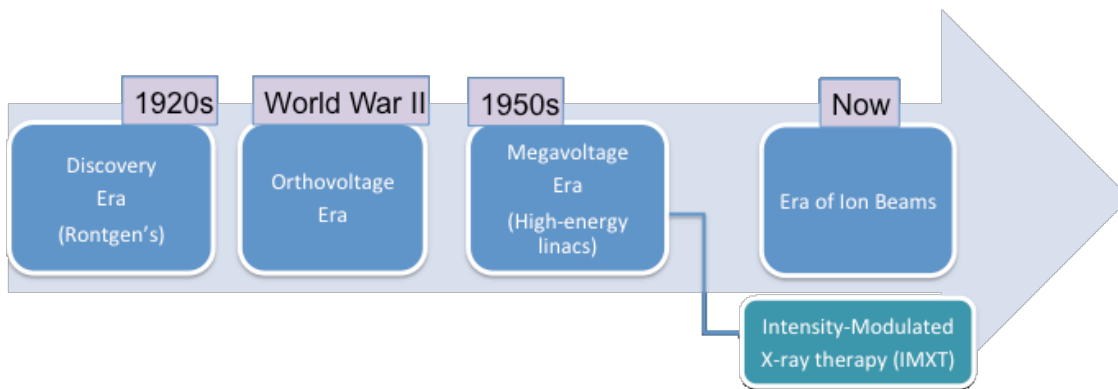 1920s
World War II
1950s
Now
Discovery
Era
(Rontgen’s)
Orthovoltage
Era
Megavoltage
Era
(High-energy
linacs)
Era of Ion Beams
Intensity-Modulated
X-ray therapy (IMXT)